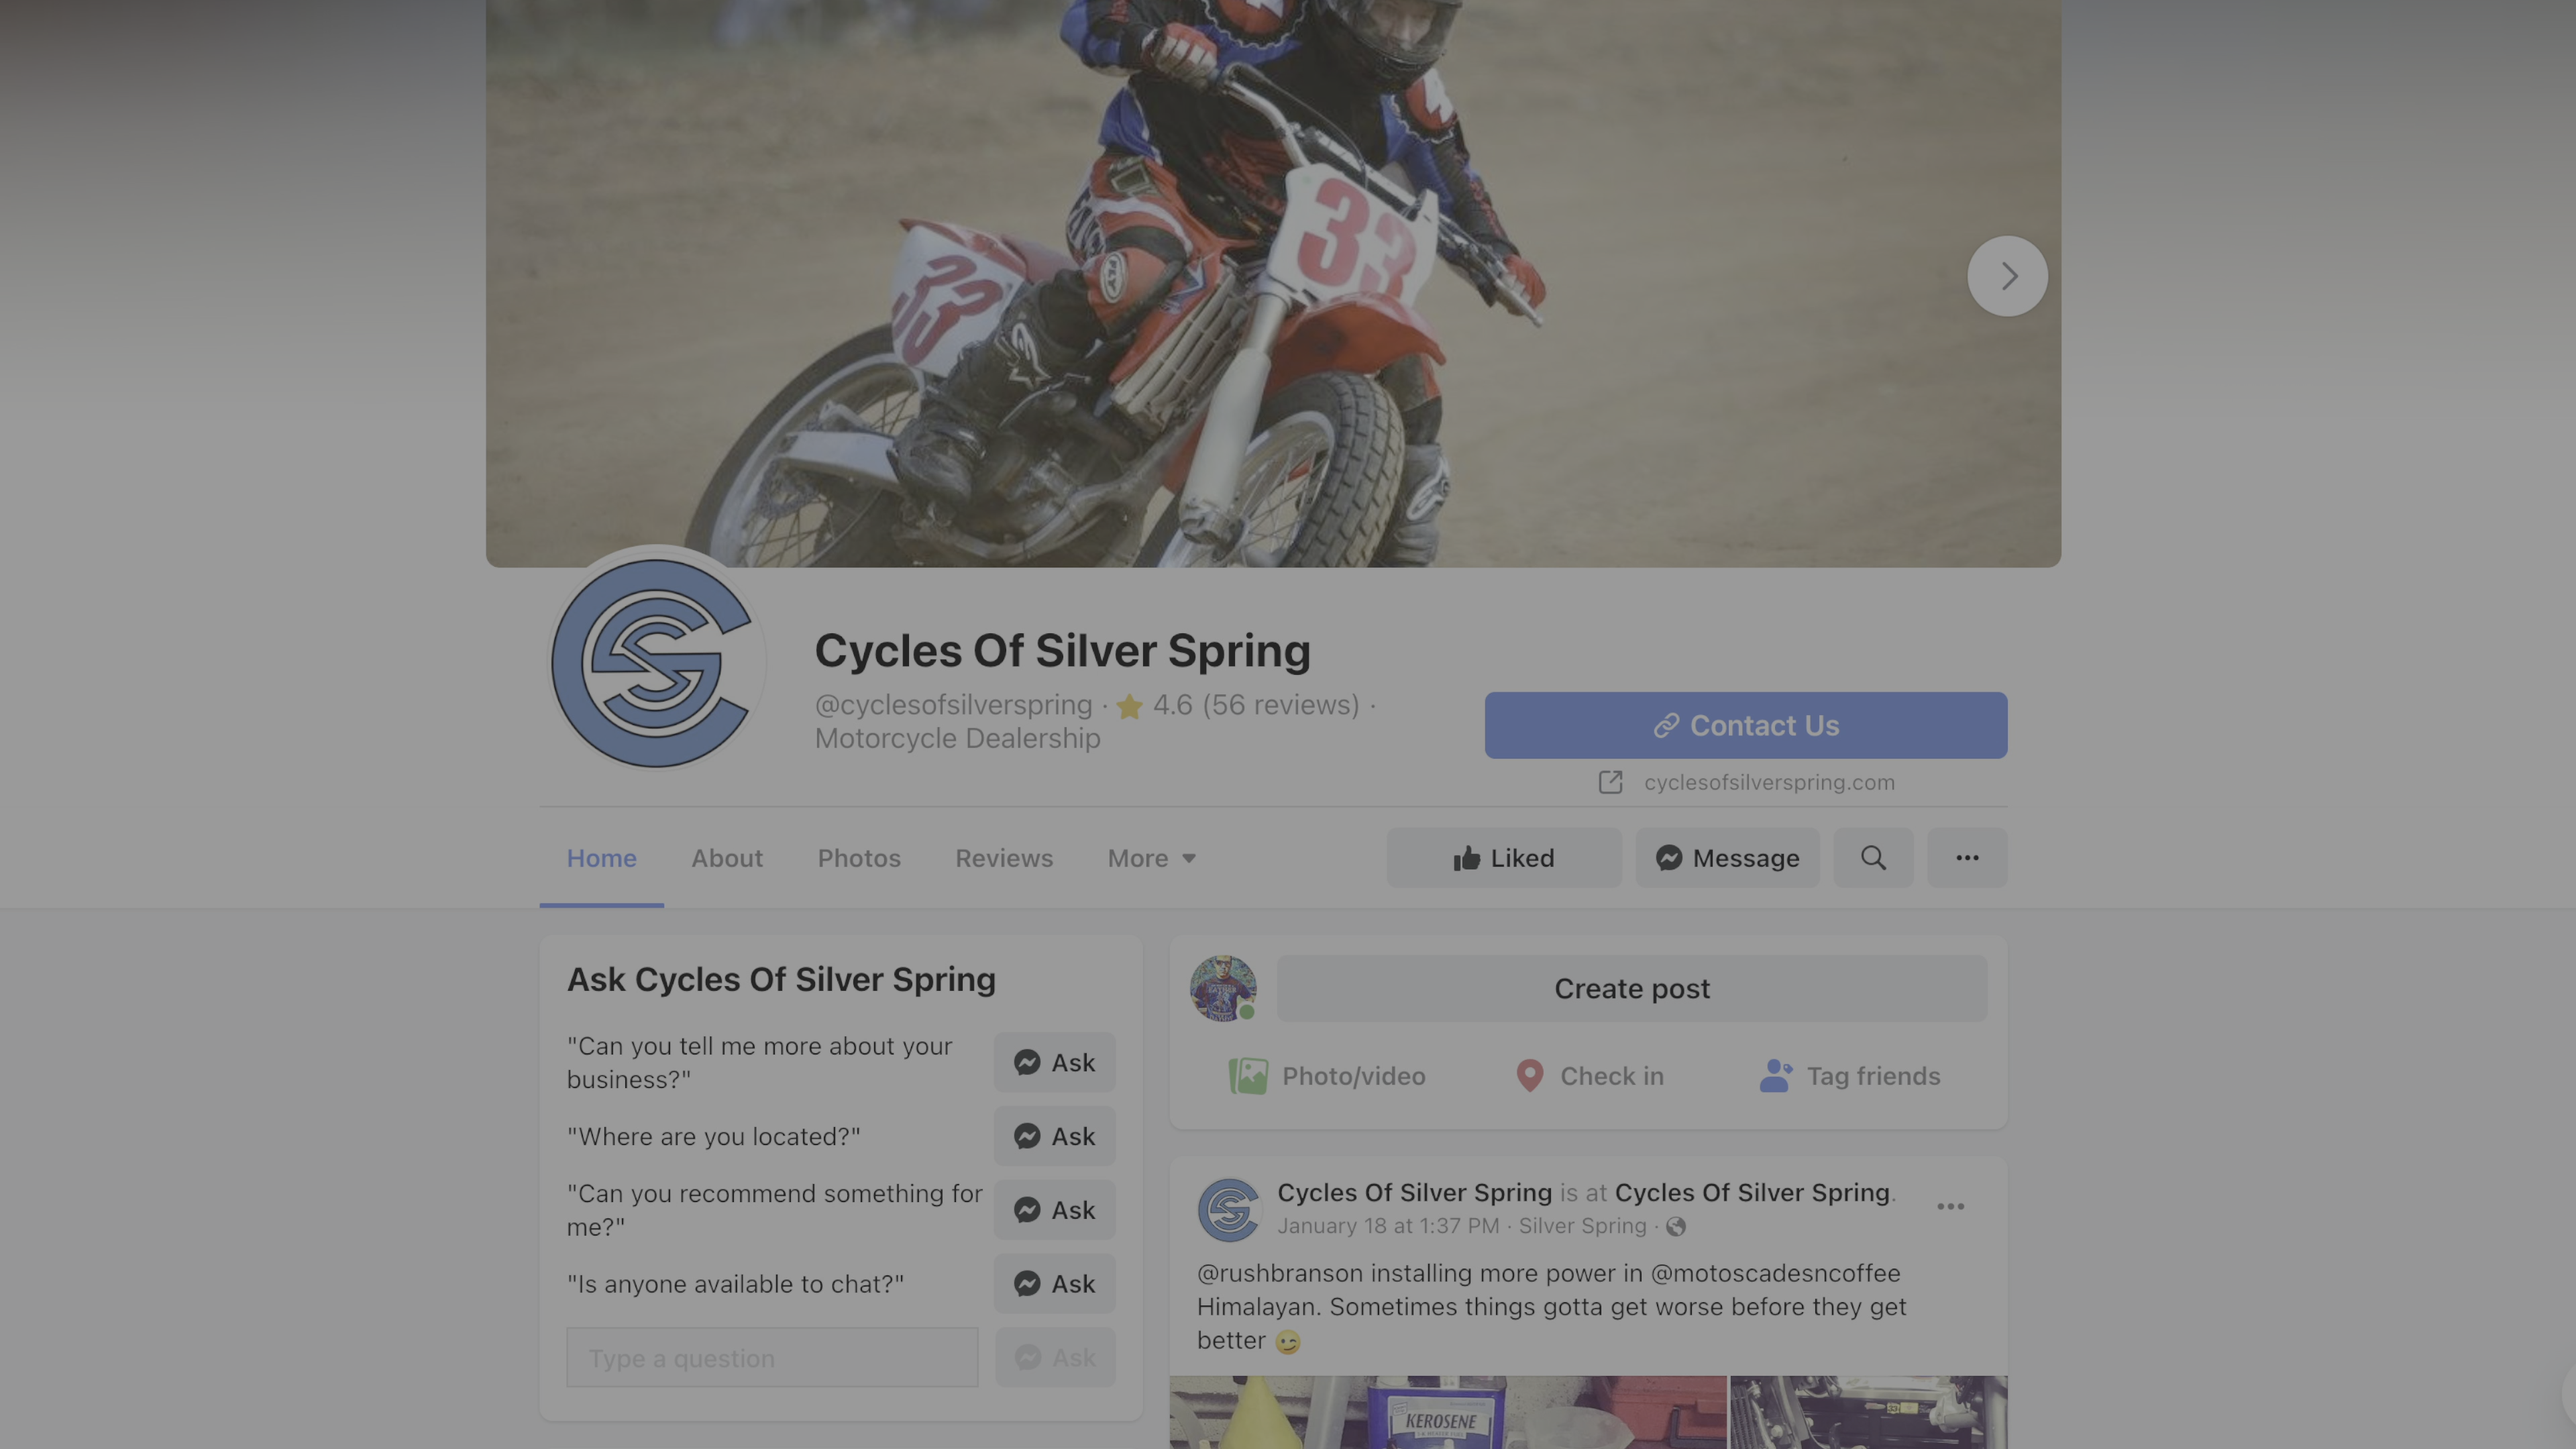 33
33
FLY
Cycles Of Silver Spring
@cyclesofsilverspring · 4.6 (56 reviews) ·
Motorcycle Dealership
Contact Us
cyclesofsilverspring.com
Home About Photos Reviews More
Liked Message
Ask Cycles Of Silver Spring
"Can you tell me more about your
business?"
Ask
"Where are you located?"
Ask
"Can you recommend something for
me?"
Ask
"Is anyone available to chat?"
Ask
Type a question
Ask
Create post
Photo/video Check in Tag friends
Cycles Of Silver Spring is at Cycles Of Silver Spring.
January 18 at 1:37 PM · Silver Spring ·
@rushbranson installing more power in @motoscadesncoffee
Himalayan. Sometimes things gotta get worse before they get
better 😉
KEROSENE